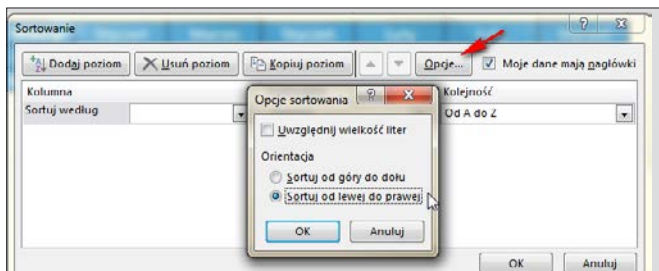 Sortowanie
Dodaj poziom Usuń poziom Kopiuj poziom Opcje... Moje dane mają nagłówki
Kolumna Kolejność
Sortuj według Od A do Z
Opcje sortowania
Uwzględnij wielkość liter
Orientacja
Sortuj od góry do dołu
Sortuj od lewej do prawej
OK Anuluj
OK Anuluj